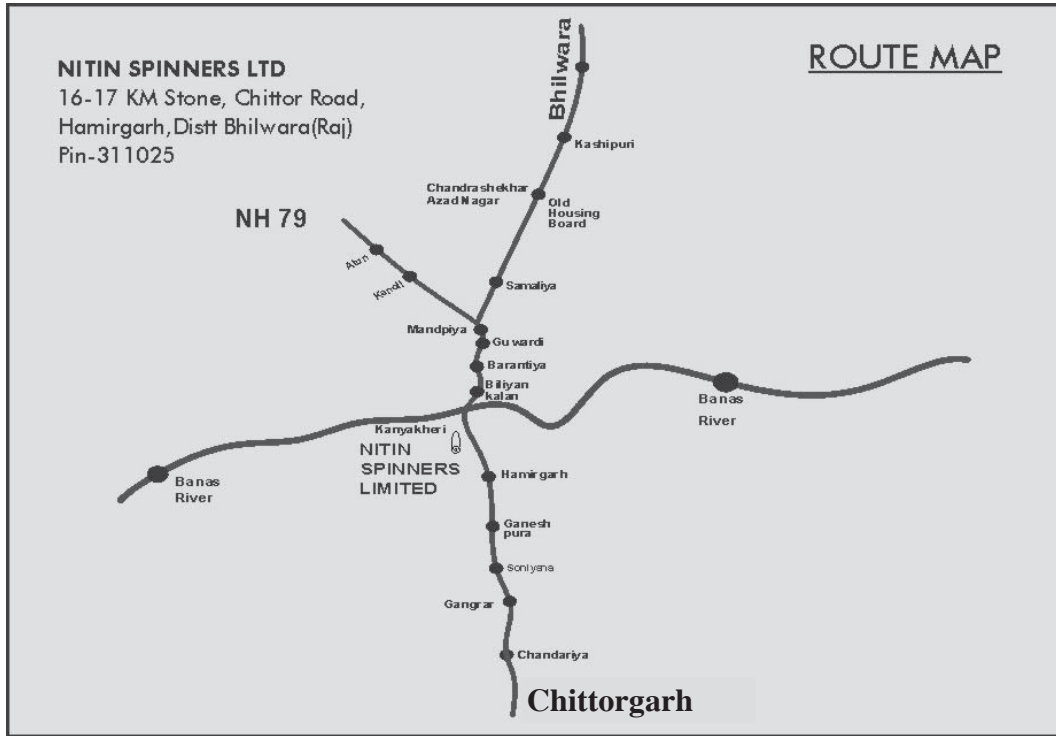 NITIN SPINNERS LTD
16-17 KM Stone, Chittor Road,
Hamirgarh,Distt Bhilwara(Raj)
Pin-311025
ROUTE MAP
Bhilwara
Kashipuri
Chandrashekhar
Azad Nagar
Old
Housing
Board
NH 79
Atun
Samaliya
Mandpiya
Guwardi
Barantiya
Biliyan
kalan
Banas
River
Kanyakheri
NITIN
SPINNERS
LIMITED
Banas
River
Hamirgarh
Ganesh
pura
Soniyana
Gangrar
Chandariya
Chittorgarh